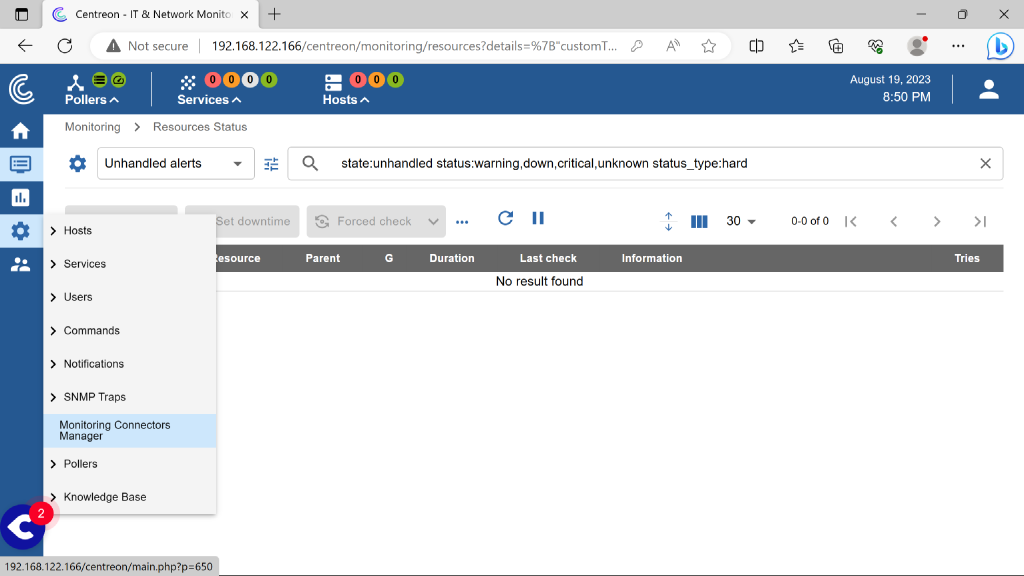 Centreon - IT & Network Monito
Not secure
192.168.122.166/centreon/monitoring/resources?details=%7B"customT...
Pollers
0 0 0 0
Services
0 0 0
Hosts
August 19, 2023
8:50 PM
Monitoring > Resources Status
Unhandled alerts
state:unhandled status:warning,down,critical,unknown status_type:hard
Set downtime
Forced check
30
0-0 of 0
esource Parent G Duration Last check Information Tries
No result found
Hosts
Services
Users
Commands
Notifications
SNMP Traps
Monitoring Connectors
Manager
Pollers
Knowledge Base
2
192.168.122.166/centreon/main.php?p=650